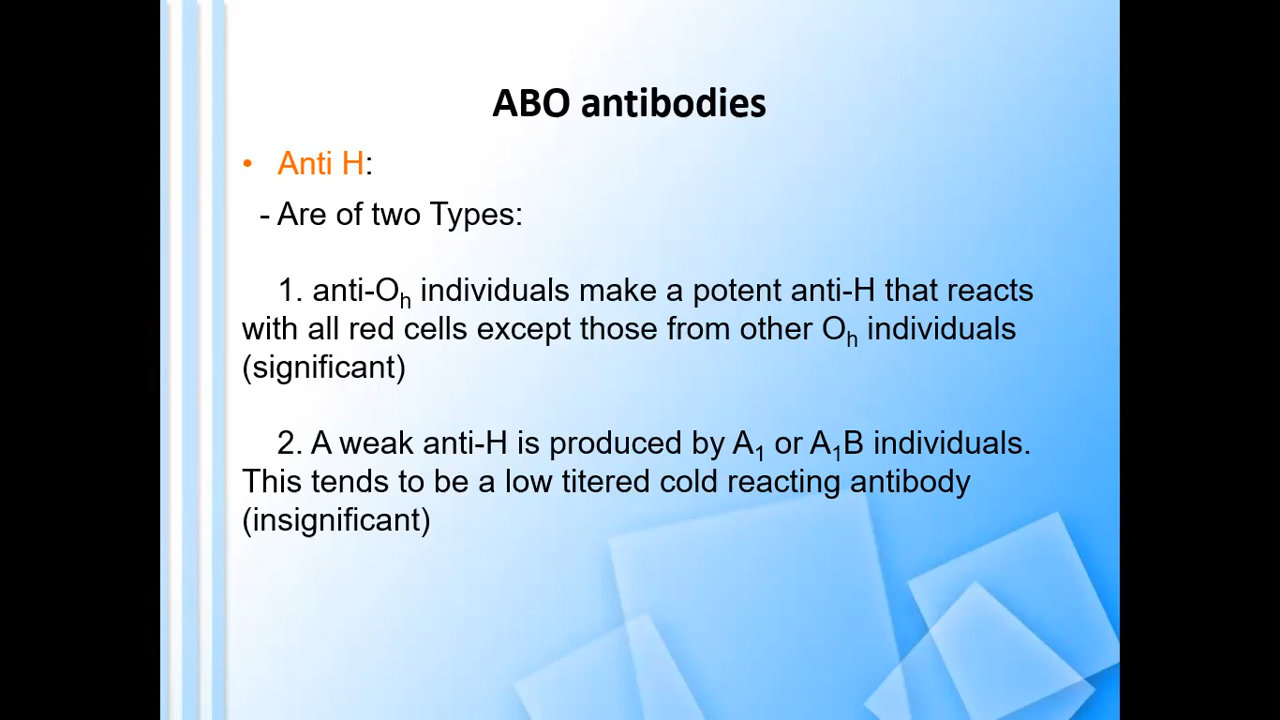 ABO antibodies
• Anti H:
- Are of two Types:
1. anti-Oh individuals make a potent anti-H that reacts
with all red cells except those from other Oh individuals
(significant)
2. A weak anti-H is produced by A1 or A1B individuals.
This tends to be a low titered cold reacting antibody
(insignificant)